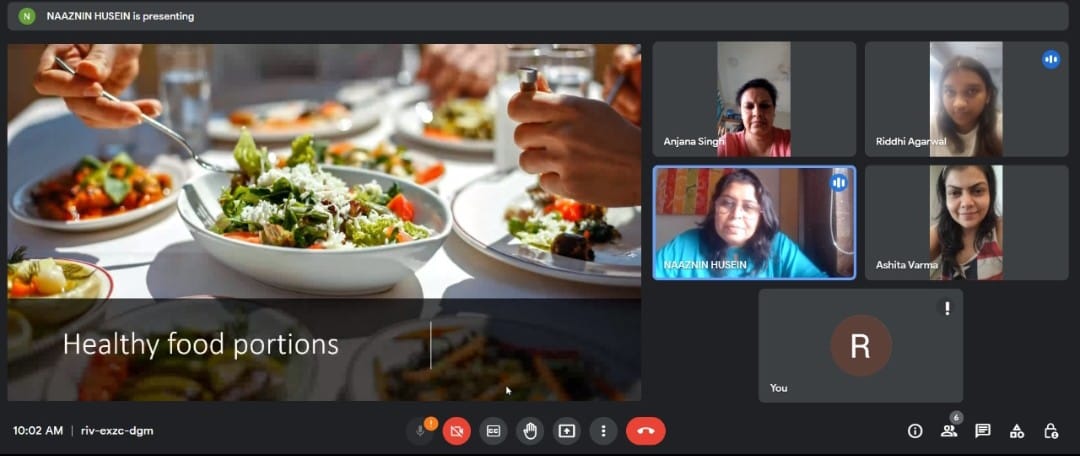 N NAAZNIN HUSEIN is presenting
Healthy food portions
Anjana Singh
Riddhi Agarwal
NAAZNIN HUSEIN
Ashita Varma
R
You
10:02 AM | riv-exzc-dgm
CC
6